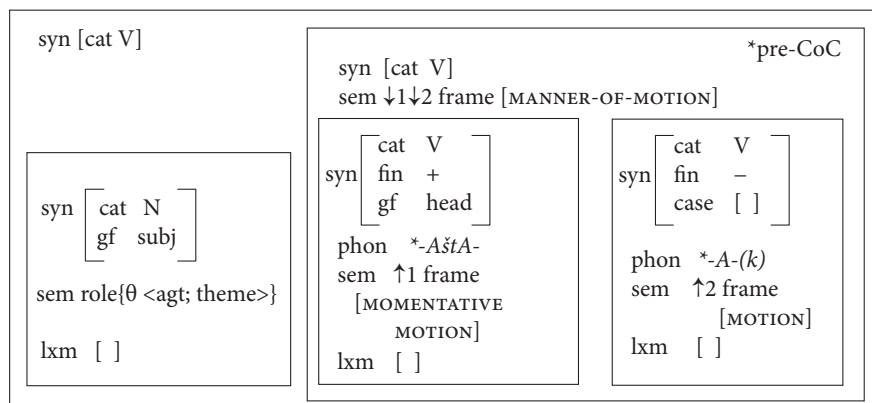 syn [cat V]
*pre-CoC
syn [cat V]
sem ↓1↓2 frame [MANNER-OF-MOTION]
syn [cat N
gf subj]
sem role{θ <agt; theme>}
lxm [ ]
syn [cat V
fin +
gf head]
phon *-AštA-
sem ↑1 frame
[MOMENTATIVE
MOTION]
lxm [ ]
syn [cat V
fin –
case [ ]]
phon *-A-(k)
sem ↑2 frame
[MOTION]
lxm [ ]